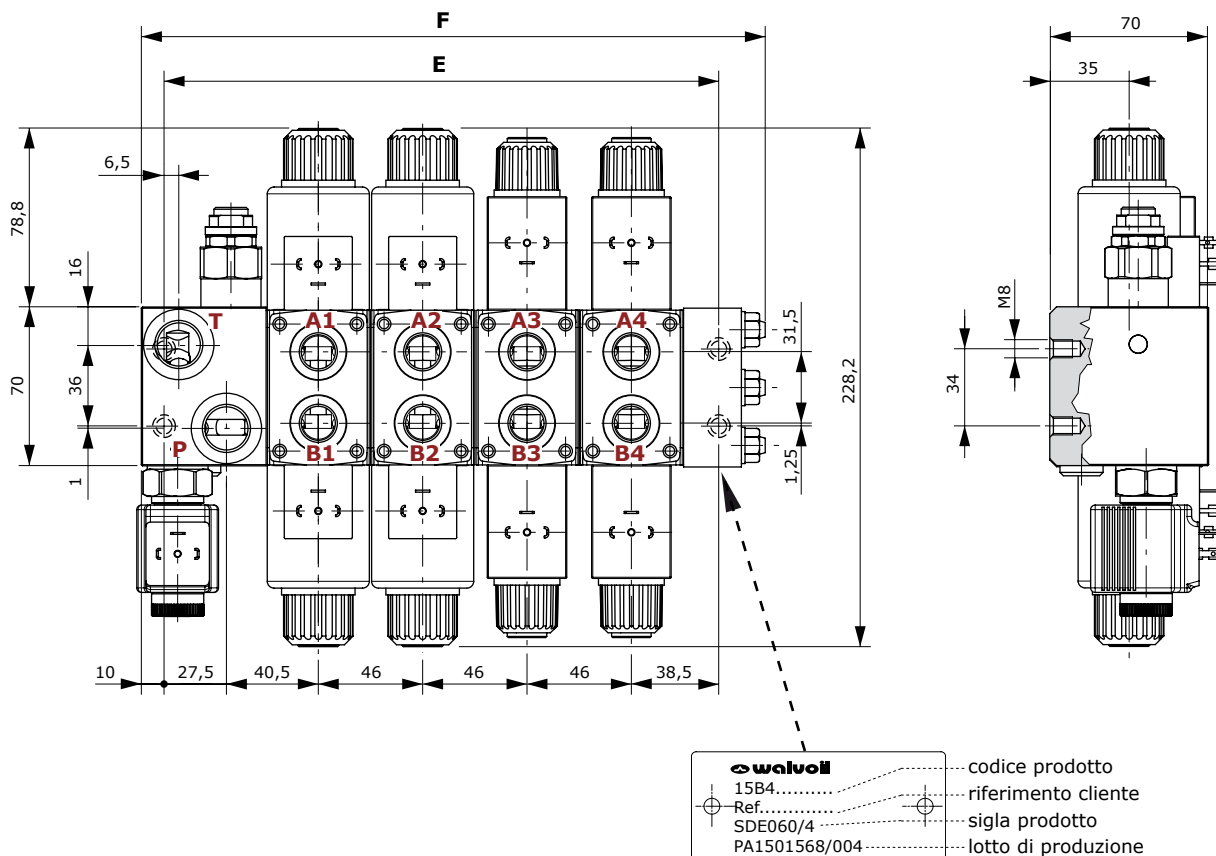 F
70
E
35
6,5
78,8
16
T
A1
A2
A3
A4
31,5
M8
70
36
34
228,2
P
B1
B2
B3
B4
1
1,25
10
27,5
40,5
46
46
46
38,5
walvoil
15B4..........
Ref.............
SDE060/4
PA1501568/004
codice prodotto
riferimento cliente
sigla prodotto
lotto di produzione